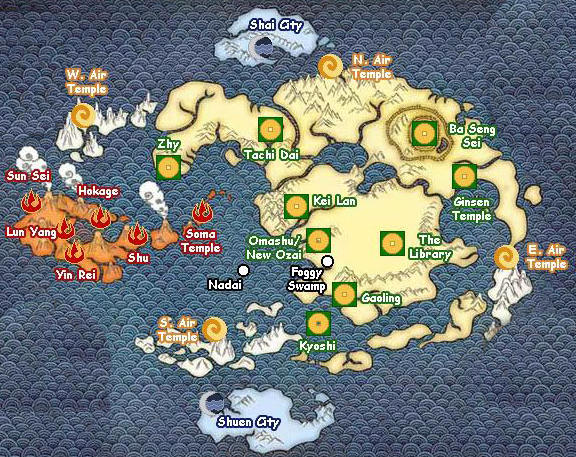 Shai City
N. Air
Temple
W. Air
Temple
Ba Seng
Sei
Zhy
Tachi Dai
Sun Sei
Hokage
Ginsen
Temple
Kei Lan
Lun Yang
Soma
Temple
Omashu/
New Ozai
The
Library
E. Air
Temple
Shu
Yin Rei
Foggy
Swamp
Nadai
Gaoling
S. Air
Temple
Kyoshi
Shuen City